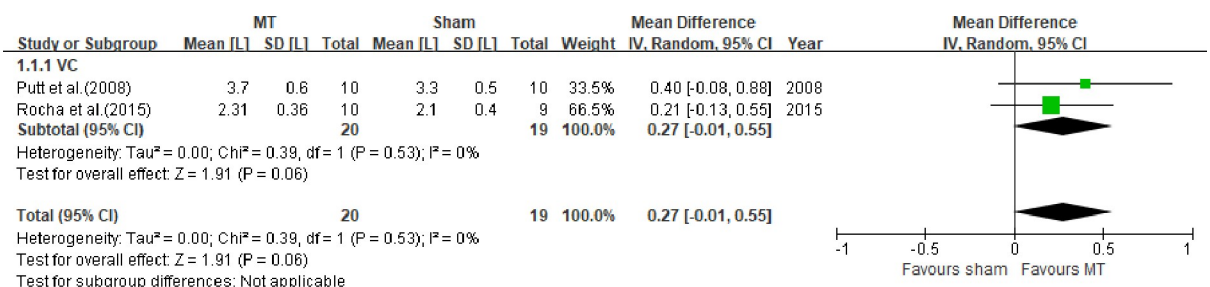 MT Sham Mean Difference Mean Difference
Study or Subgroup Mean [L] SD [L] Total Mean [L] SD [L] Total Weight IV, Random, 95% CI Year IV, Random, 95% CI
1.1.1 VC
Putt et al.(2008) 3.7 0.6 10 3.3 0.5 10 33.5% 0.40 [-0.08, 0.88] 2008
Rocha et al.(2015) 2.31 0.36 10 2.1 0.4 9 66.5% 0.21 [-0.13, 0.55] 2015
Subtotal (95% CI) 20 19 100.0% 0.27 [-0.01, 0.55]
Heterogeneity: Tau² = 0.00; Chi² = 0.39, df = 1 (P = 0.53); I² = 0%
Test for overall effect: Z = 1.91 (P = 0.06)
Total (95% CI) 20 19 100.0% 0.27 [-0.01, 0.55]
Heterogeneity: Tau² = 0.00; Chi² = 0.39, df = 1 (P = 0.53); I² = 0%
Test for overall effect: Z = 1.91 (P = 0.06)
Test for subgroup differences: Not applicable
-1 -0.5 0 0.5 1
Favours sham Favours MT